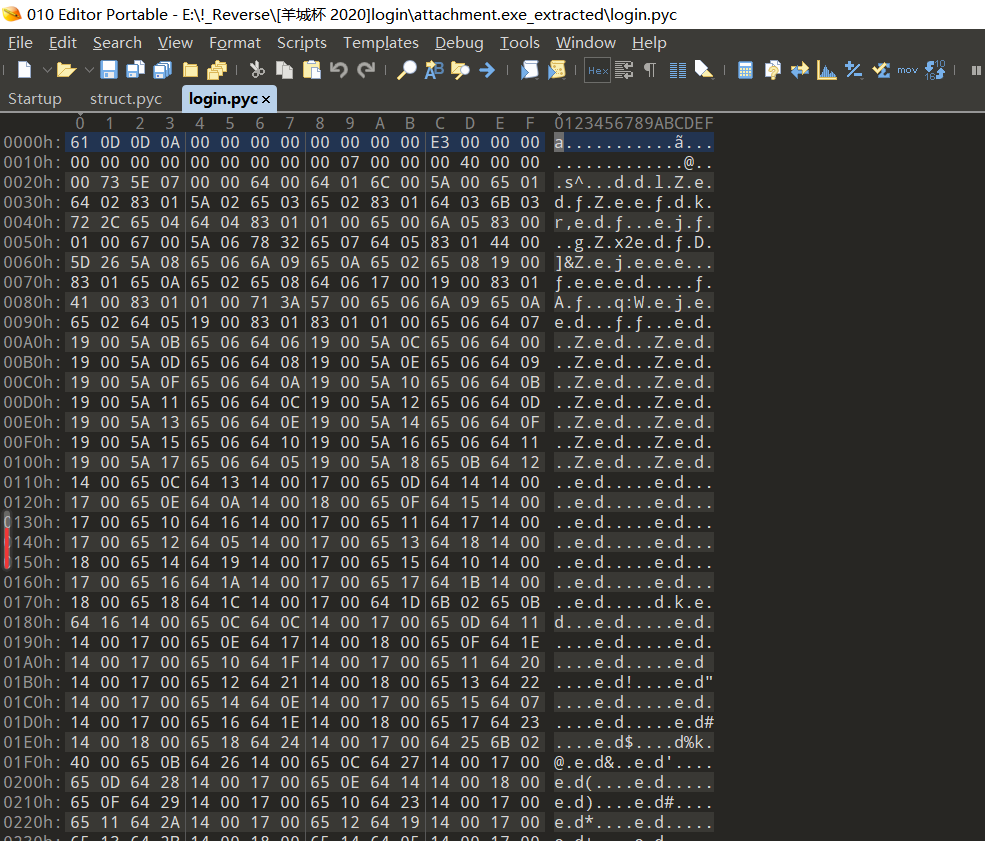 010 Editor Portable - E:\!_Reverse\[羊城杯 2020]login\attachment.exe_extracted\login.pyc
File Edit Search View Format Scripts Templates Debug Tools Window Help
Hex mov
Startup struct.pyc login.pyc ×
0 1 2 3 4 5 6 7 8 9 A B C D E F 0123456789ABCDEF
0000h: 61 0D 0D 0A 00 00 00 00 00 00 00 00 E3 00 00 00 a...........ã...
0010h: 00 00 00 00 00 00 00 00 00 07 00 00 00 40 00 00 .............@..
0020h: 00 73 5E 07 00 00 64 00 64 01 6C 00 5A 00 65 01 .s^...d.d.l.Z.e.
0030h: 64 02 83 01 5A 02 65 03 65 02 83 01 64 03 6B 03 d.ƒ.Z.e.e.ƒ.d.k.
0040h: 72 2C 65 04 64 04 83 01 01 00 65 00 6A 05 83 00 r,e.d.ƒ...e.j.ƒ.
0050h: 01 00 67 00 5A 06 78 32 65 07 64 05 83 01 44 00 ..g.Z.x2e.d.ƒ.D.
0060h: 5D 26 5A 08 65 06 6A 09 65 0A 65 02 65 08 19 00 ]&Z.e.j.e.e.e...
0070h: 83 01 65 0A 65 02 65 08 64 06 17 00 19 00 83 01 ƒ.e.e.e.d.....ƒ.
0080h: 41 00 83 01 01 00 71 3A 57 00 65 06 6A 09 65 0A A.ƒ...q:W.e.j.e.
0090h: 65 02 64 05 19 00 83 01 83 01 01 00 65 06 64 07 e.d...ƒ.ƒ...e.d.
00A0h: 19 00 5A 0B 65 06 64 06 19 00 5A 0C 65 06 64 00 ..Z.e.d...Z.e.d.
00B0h: 19 00 5A 0D 65 06 64 08 19 00 5A 0E 65 06 64 09 ..Z.e.d...Z.e.d.
00C0h: 19 00 5A 0F 65 06 64 0A 19 00 5A 10 65 06 64 0B ..Z.e.d...Z.e.d.
00D0h: 19 00 5A 11 65 06 64 0C 19 00 5A 12 65 06 64 0D ..Z.e.d...Z.e.d.
00E0h: 19 00 5A 13 65 06 64 0E 19 00 5A 14 65 06 64 0F ..Z.e.d...Z.e.d.
00F0h: 19 00 5A 15 65 06 64 10 19 00 5A 16 65 06 64 11 ..Z.e.d...Z.e.d.
0100h: 19 00 5A 17 65 06 64 05 19 00 5A 18 65 0B 64 12 ..Z.e.d...Z.e.d.
0110h: 14 00 65 0C 64 13 14 00 17 00 65 0D 64 14 14 00 ..e.d.....e.d...
0120h: 17 00 65 0E 64 0A 14 00 18 00 65 0F 64 15 14 00 ..e.d.....e.d...
0130h: 17 00 65 10 64 16 14 00 17 00 65 11 64 17 14 00 ..e.d.....e.d...
0140h: 17 00 65 12 64 05 14 00 17 00 65 13 64 18 14 00 ..e.d.....e.d...
0150h: 18 00 65 14 64 19 14 00 17 00 65 15 64 10 14 00 ..e.d.....e.d...
0160h: 17 00 65 16 64 1A 14 00 17 00 65 17 64 1B 14 00 ..e.d.....e.d...
0170h: 18 00 65 18 64 1C 14 00 17 00 64 1D 6B 02 65 0B ..e.d.....d.k.e.
0180h: 64 16 14 00 65 0C 64 0C 14 00 17 00 65 0D 64 11 d...e.d.....e.d.
0190h: 14 00 17 00 65 0E 64 17 14 00 18 00 65 0F 64 1E ....e.d.....e.d.
01A0h: 14 00 17 00 65 10 64 1F 14 00 17 00 65 11 64 20 ....e.d.....e.d
01B0h: 14 00 17 00 65 12 64 21 14 00 18 00 65 13 64 22 ....e.d!....e.d"
01C0h: 14 00 17 00 65 14 64 0E 14 00 17 00 65 15 64 07 ....e.d.....e.d.
01D0h: 14 00 17 00 65 16 64 1E 14 00 18 00 65 17 64 23 ....e.d.....e.d#
01E0h: 14 00 18 00 65 18 64 24 14 00 17 00 64 25 6B 02 ....e.d$....d%k.
01F0h: 40 00 65 0B 64 26 14 00 65 0C 64 27 14 00 17 00 @.e.d&..e.d'....
0200h: 65 0D 64 28 14 00 17 00 65 0E 64 14 14 00 18 00 e.d(....e.d.....
0210h: 65 0F 64 29 14 00 17 00 65 10 64 23 14 00 17 00 e.d)....e.d#....
0220h: 65 11 64 2A 14 00 17 00 65 12 64 19 14 00 17 00 e.d*....e.d.....